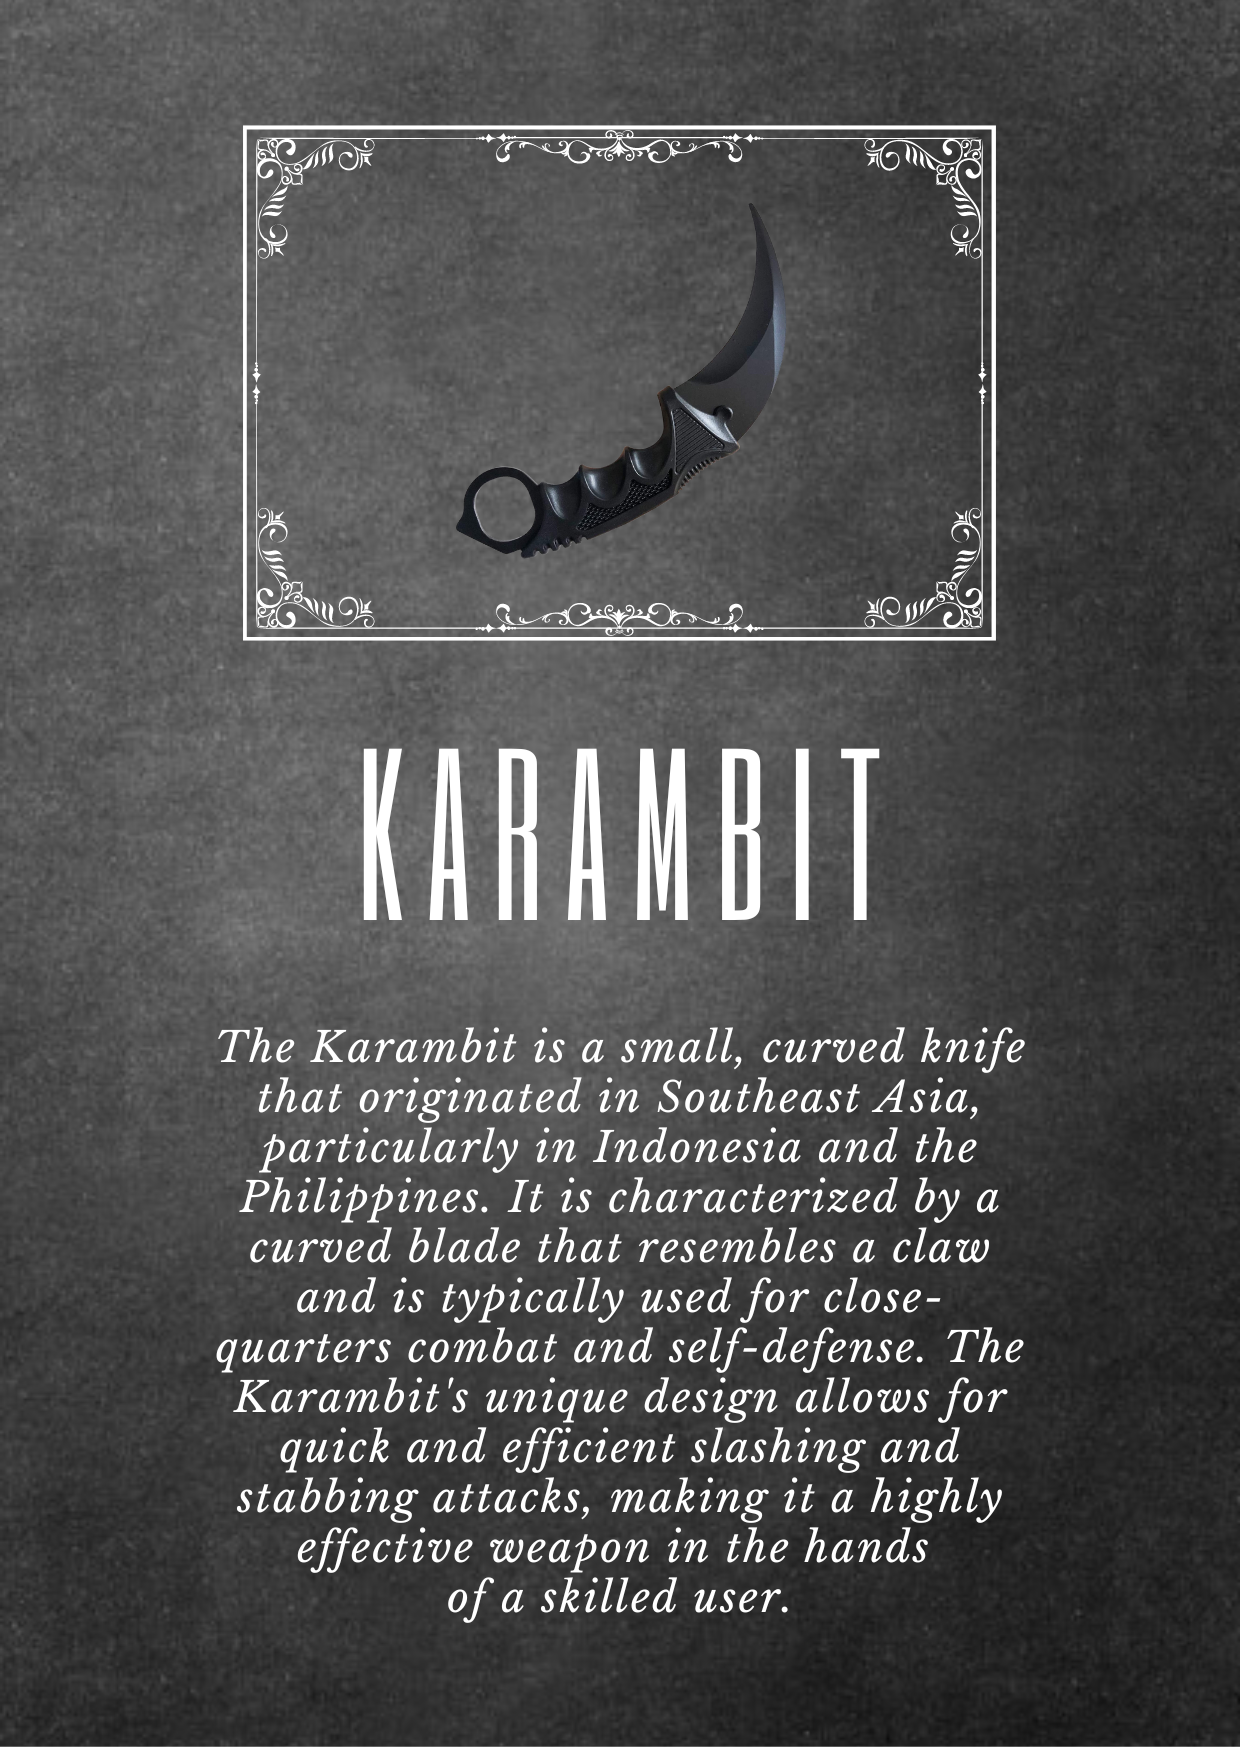 KARAMBIT
The Karambit is a small, curved knife
that originated in Southeast Asia,
particularly in Indonesia and the
Philippines. It is characterized by a
curved blade that resembles a claw
and is typically used for close-
quarters combat and self-defense. The
Karambit's unique design allows for
quick and efficient slashing and
stabbing attacks, making it a highly
effective weapon in the hands
of a skilled user.